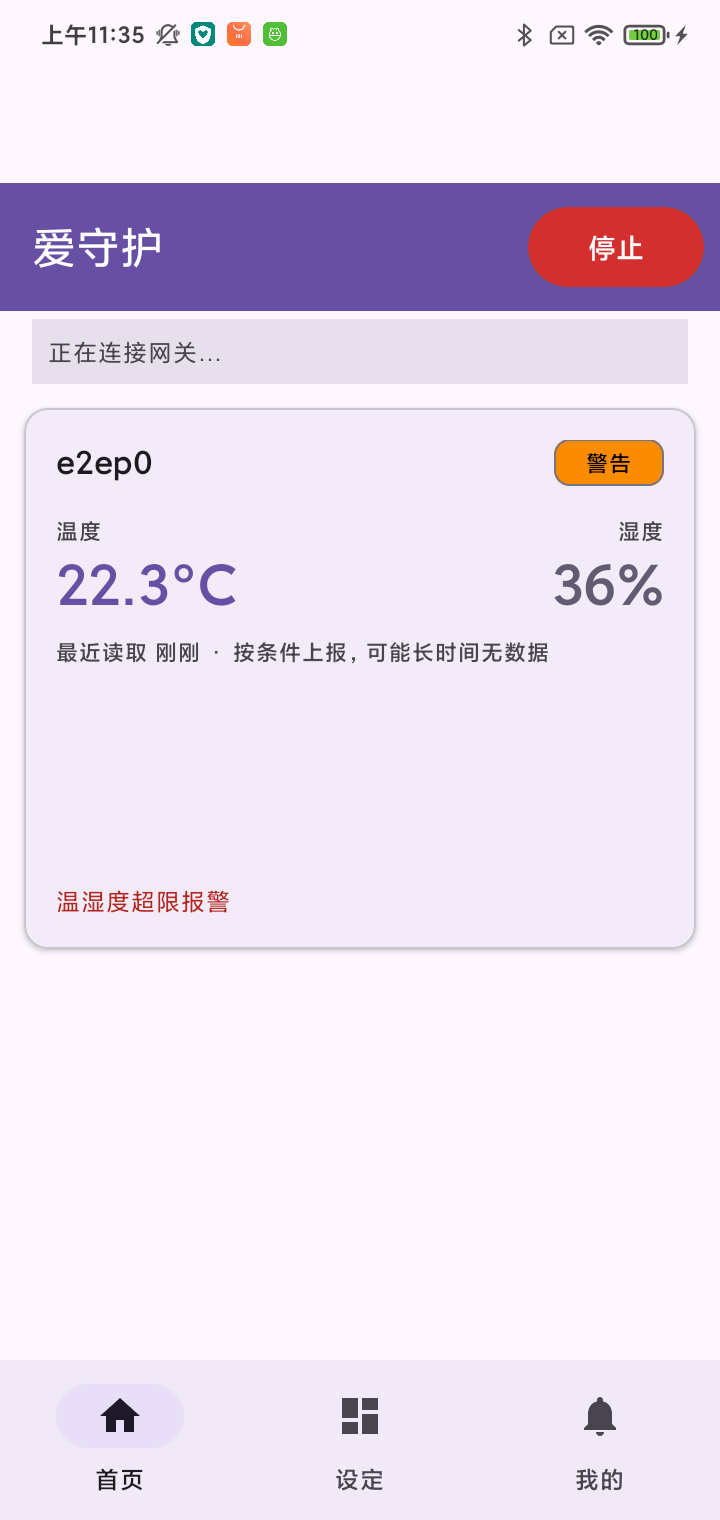 上午11:35
100
爱守护
停止
正在连接网关...
e2ep0
警告
温度
湿度
22.3°C
36%
最近读取 刚刚 · 按条件上报, 可能长时间无数据
温湿度超限报警
首页
设定
我的